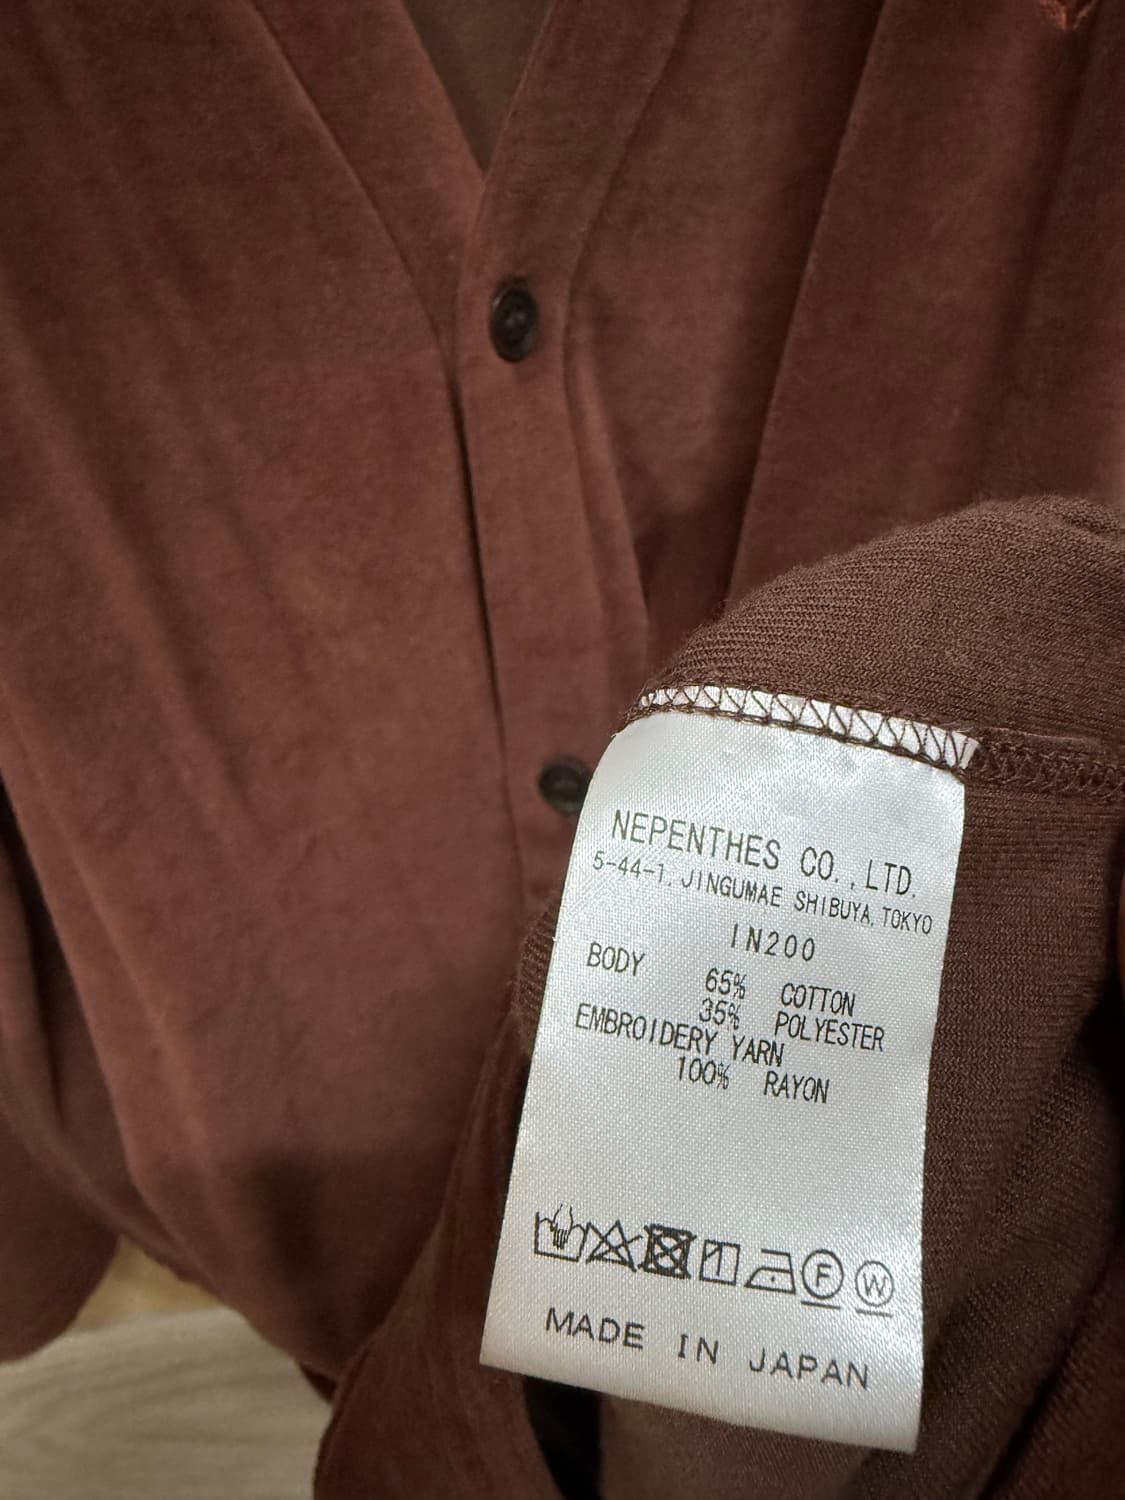 NEPENTHES CO.,LTD.
5-44-1, JINGUMAE SHIBUYA, TOKYO
IN200
BODY
65% COTTON
35% POLYESTER
EMBROIDERY YARN
100% RAYON
F W
MADE IN JAPAN